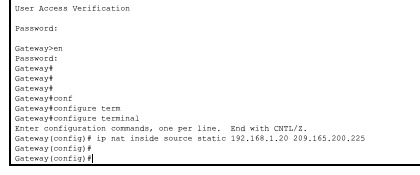 User Access Verification
Password:
Gateway>en
Password:
Gateway#
Gateway#
Gateway#
Gateway#conf
Gateway#configure term
Gateway#configure terminal
Enter configuration commands, one per line.  End with CNTL/Z.
Gateway(config)# ip nat inside source static 192.168.1.20 209.165.200.225
Gateway(config)#
Gateway(config)#